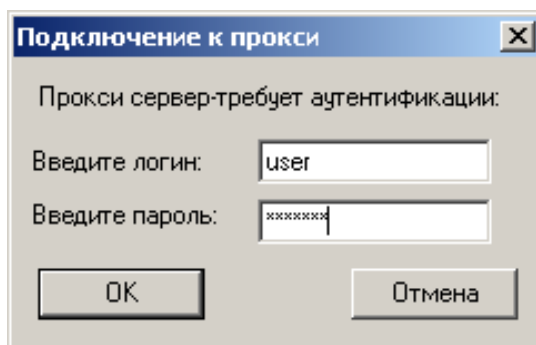 Подключение к прокси
Прокси сервер-требует аутентификации:
Введите логин: user
Введите пароль: *******
OK Отмена